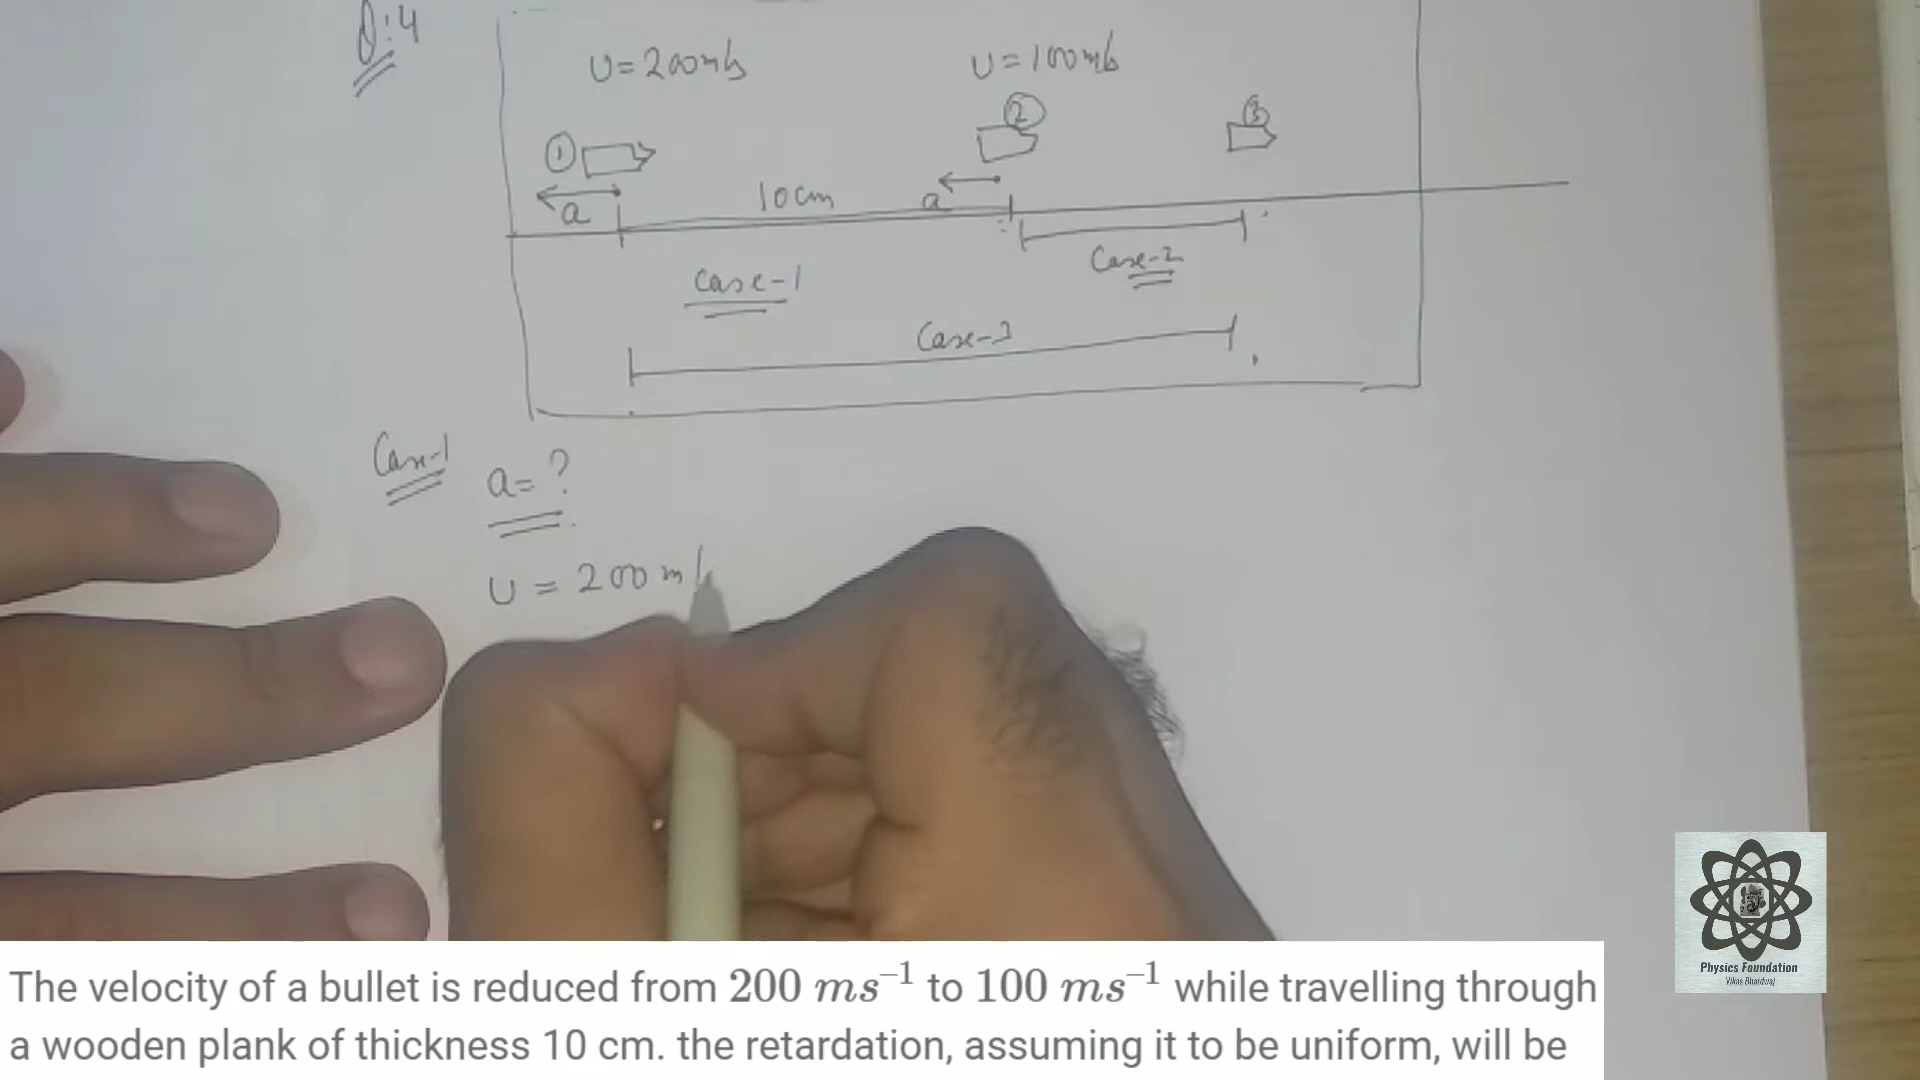 Q:4
U=200m/s
U=100m/s
①
②
③
a
10cm
a
Case-1
Case-2
Case-3
Case-1
a=?
U = 200 m/
The velocity of a bullet is reduced from 200 ms⁻¹ to 100 ms⁻¹ while travelling through
a wooden plank of thickness 10 cm. the retardation, assuming it to be uniform, will be
Physics Foundation
Vikas Bhardwaj